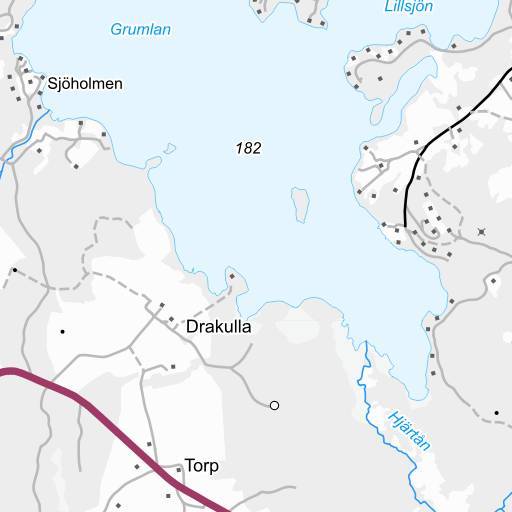 Lillsjön
Grumlan
Sjöholmen
182
Drakulla
Hjärtån
Torp